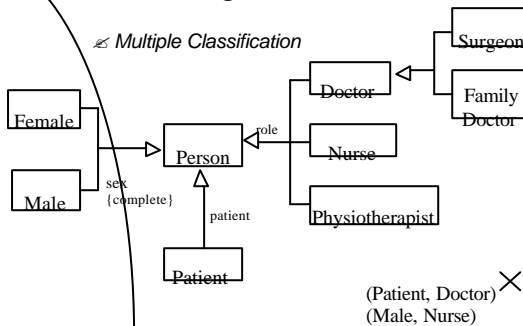 Multiple Classification
Surgeon
Doctor
Family
Doctor
Female
role
Person
Nurse
sex
{complete}
Male
patient
Physiotherapist
Patient
(Patient, Doctor)
(Male, Nurse)